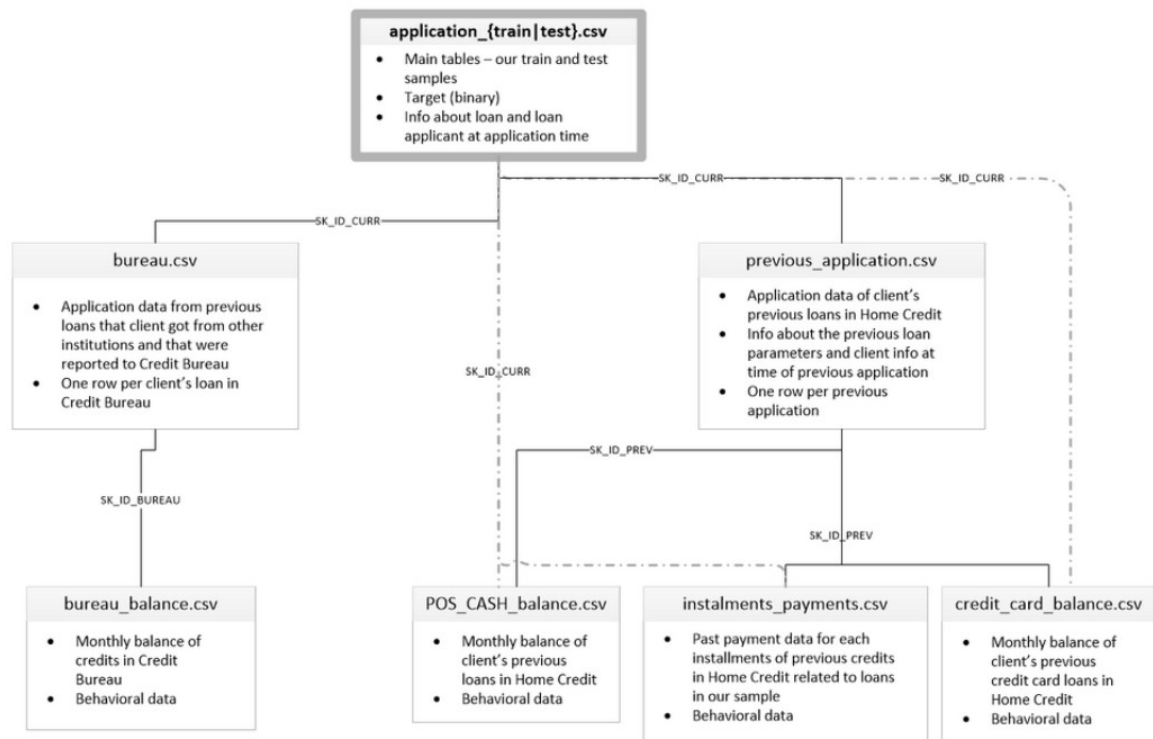 application_{train|test}.csv
• Main tables – our train and test
samples
• Target (binary)
• Info about loan and loan
applicant at application time
SK_ID_CURR
SK_ID_CURR
SK_ID_CURR
bureau.csv
• Application data from previous
loans that client got from other
institutions and that were
reported to Credit Bureau
• One row per client's loan in
Credit Bureau
previous_application.csv
• Application data of client's
previous loans in Home Credit
• Info about the previous loan
parameters and client info at
time of previous application
• One row per previous
application
SK_ID_CURR
SK_ID_PREV
SK_ID_BUREAU
SK_ID_PREV
bureau_balance.csv
• Monthly balance of
credits in Credit
Bureau
• Behavioral data
POS_CASH_balance.csv
• Monthly balance of
client's previous
loans in Home Credit
• Behavioral data
instalments_payments.csv
• Past payment data for each
installments of previous credits
in Home Credit related to loans
in our sample
• Behavioral data
credit_card_balance.csv
• Monthly balance of
client's previous
credit card loans in
Home Credit
• Behavioral data